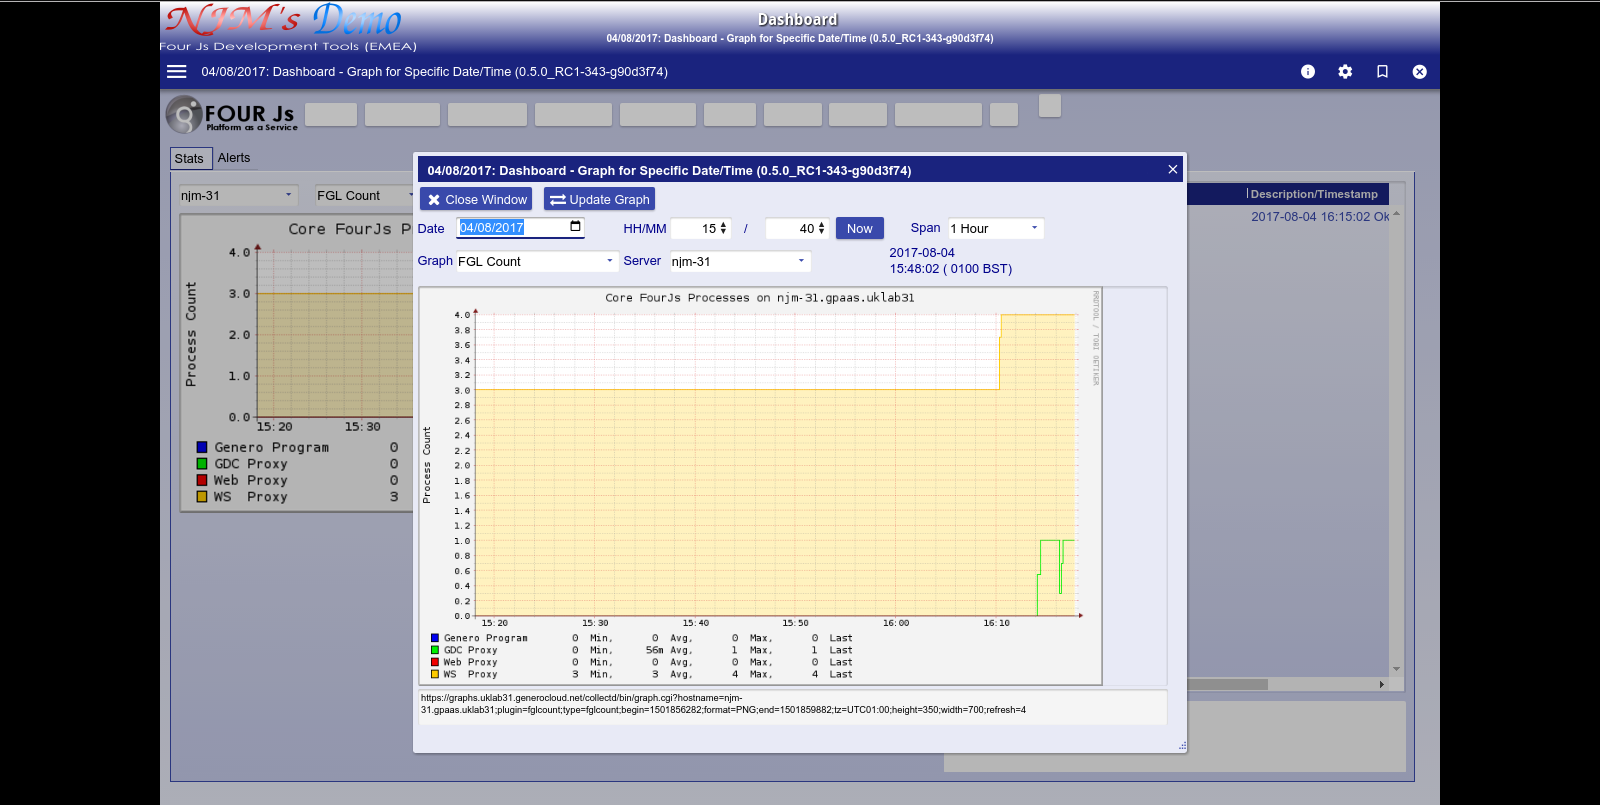 NJM's Demo
Four Js Development Tools (EMEA)
Dashboard
04/08/2017: Dashboard - Graph for Specific Date/Time (0.5.0_RC1-343-g90d3f74)
04/08/2017: Dashboard - Graph for Specific Date/Time (0.5.0_RC1-343-g90d3f74)
FOUR Js
Platform as a Service
Stats Alerts
njm-31 FGL Count
Core FourJs P
4.0
3.0
2.0
1.0
0.0
Process Count
15:20 15:30
Genero Program 0
GDC Proxy 0
Web Proxy 0
WS Proxy 3
Description/Timestamp
2017-08-04 16:15:02 Ok
04/08/2017: Dashboard - Graph for Specific Date/Time (0.5.0_RC1-343-g90d3f74)
Close Window Update Graph
Date 04/08/2017 HH/MM 15 / 40 Now Span 1 Hour
Graph FGL Count Server njm-31
2017-08-04
15:48:02 ( 0100 BST)
Core FourJs Processes on njm-31.gpaas.uklab31
RRDTOOL / TOBI OETIKER
4.0
3.8
3.6
3.4
3.2
3.0
2.8
2.6
2.4
2.2
2.0
1.8
1.6
1.4
1.2
1.0
0.8
0.6
0.4
0.2
0.0
Process Count
15:20 15:30 15:40 15:50 16:00 16:10
Genero Program 0 Min, 0 Avg, 0 Max, 0 Last
GDC Proxy 0 Min, 56m Avg, 1 Max, 1 Last
Web Proxy 0 Min, 0 Avg, 0 Max, 0 Last
WS Proxy 3 Min, 3 Avg, 4 Max, 4 Last
https://graphs.uklab31.generocloud.net/collectd/bin/graph.cgi?hostname=njm-
31.gpaas.uklab31;plugin=fglcount;type=fglcount;begin=1501856282;format=PNG;end=1501859882;tz=UTC01:00;height=350;width=700;refresh=4